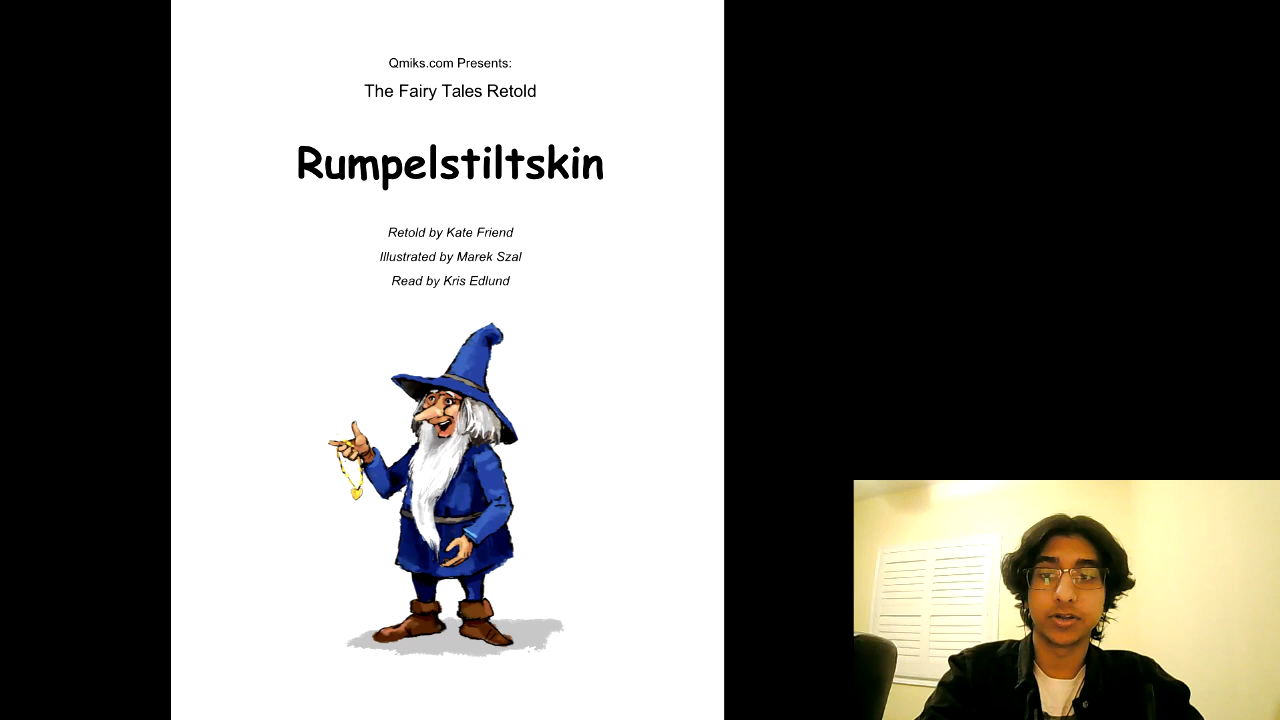 Qmiks.com Presents:
The Fairy Tales Retold
Rumpelstiltskin
Retold by Kate Friend
Illustrated by Marek Szal
Read by Kris Edlund